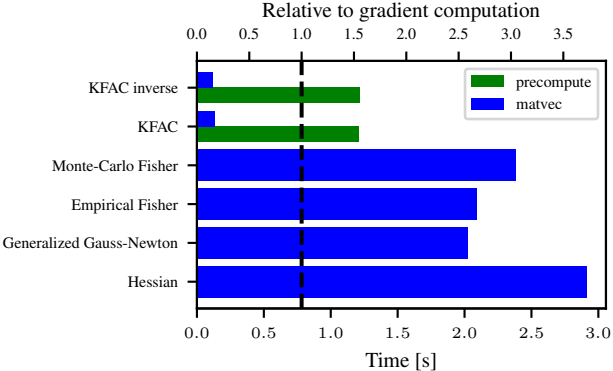 Relative to gradient computation
0.0 0.5 1.0 1.5 2.0 2.5 3.0 3.5
precompute
matvec
KFAC inverse
KFAC
Monte-Carlo Fisher
Empirical Fisher
Generalized Gauss-Newton
Hessian
0.0 0.5 1.0 1.5 2.0 2.5 3.0
Time [s]